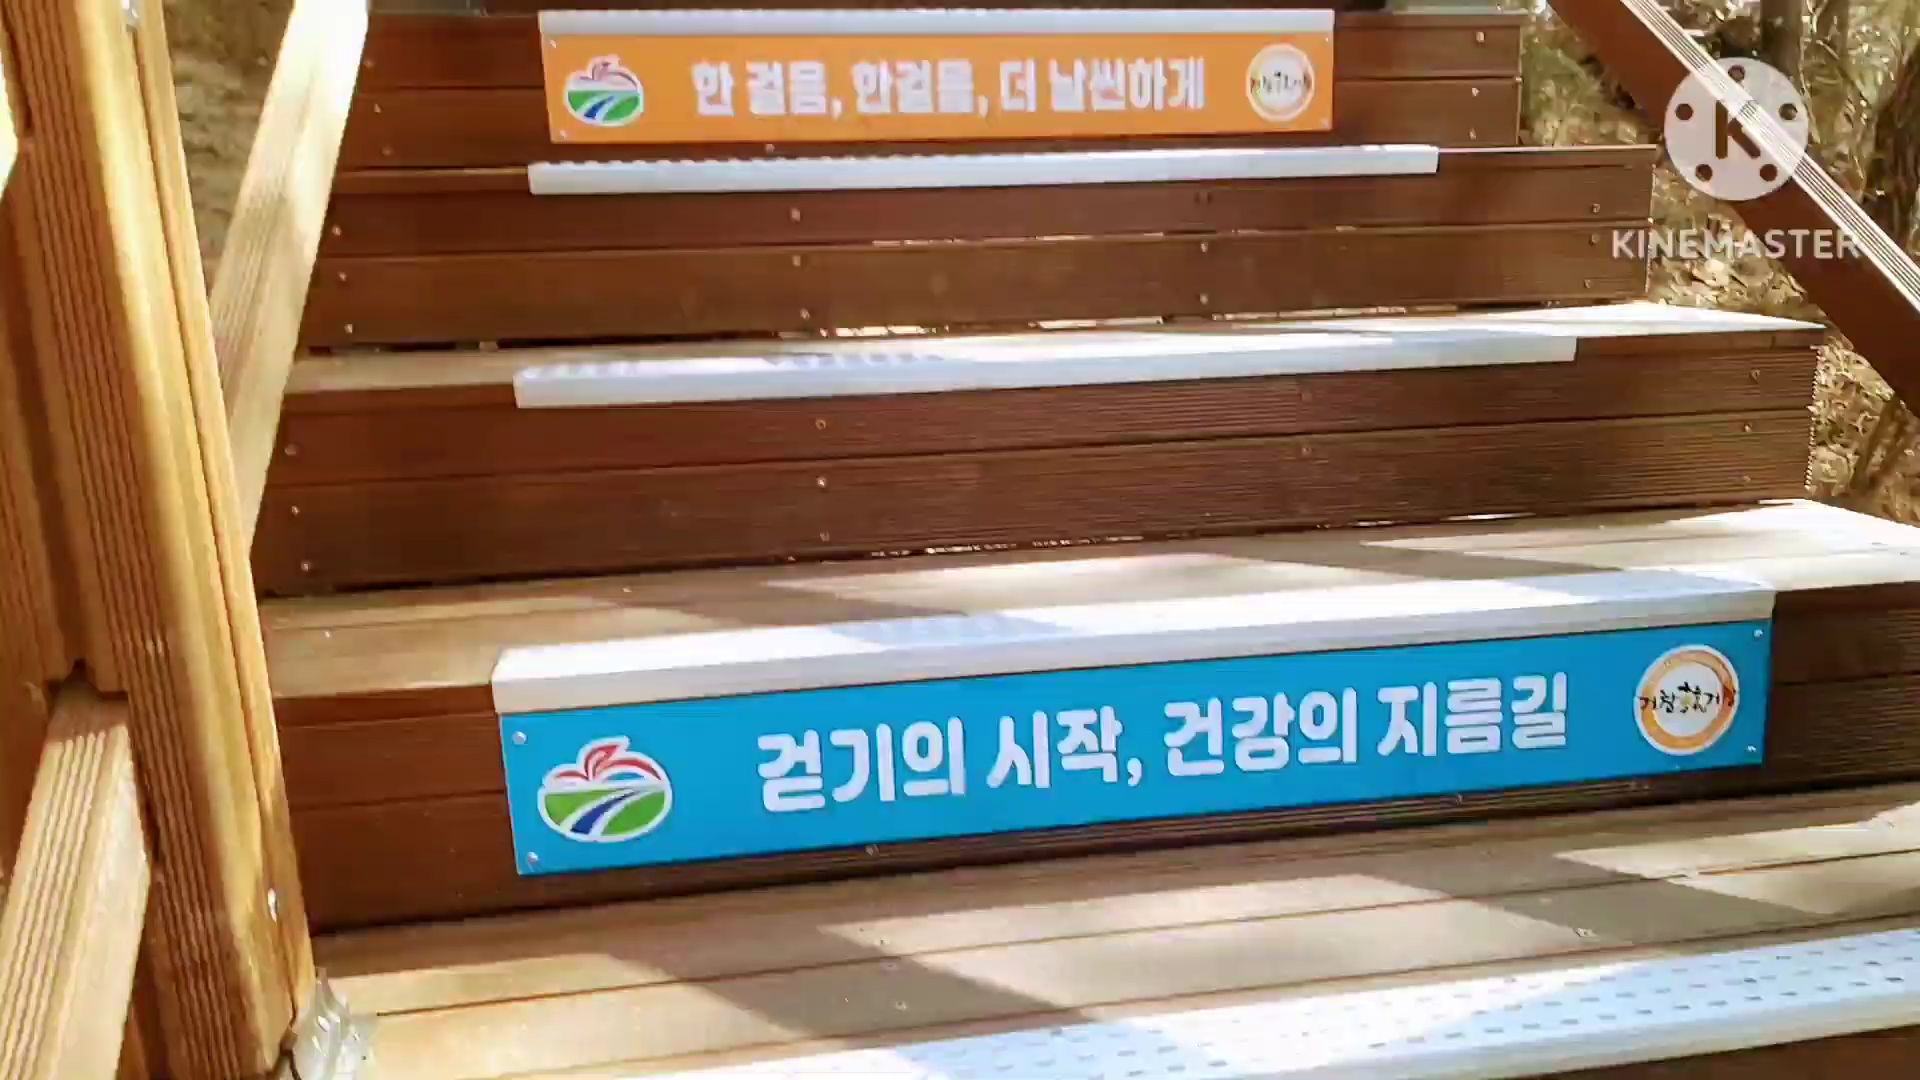 한 걸음, 한걸음, 더 날씬하게
KINEMASTER
걷기의 시작, 건강의 지름길